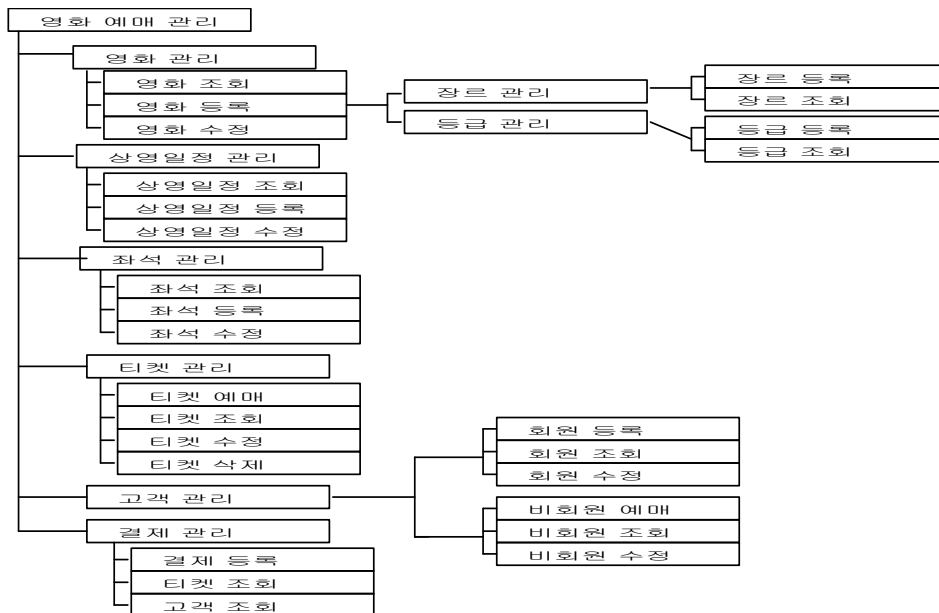 영화 예매 관리
영화 관리
영화 조회
영화 등록
영화 수정
장르 관리
등급 관리
장르 등록
장르 조회
등급 등록
등급 조회
상영일정 관리
상영일정 조회
상영일정 등록
상영일정 수정
좌석 관리
좌석 조회
좌석 등록
좌석 수정
티켓 관리
티켓 예매
티켓 조회
티켓 수정
티켓 삭제
고객 관리
회원 등록
회원 조회
회원 수정
비회원 예매
비회원 조회
비회원 수정
결제 관리
결제 등록
티켓 조회
고객 조회